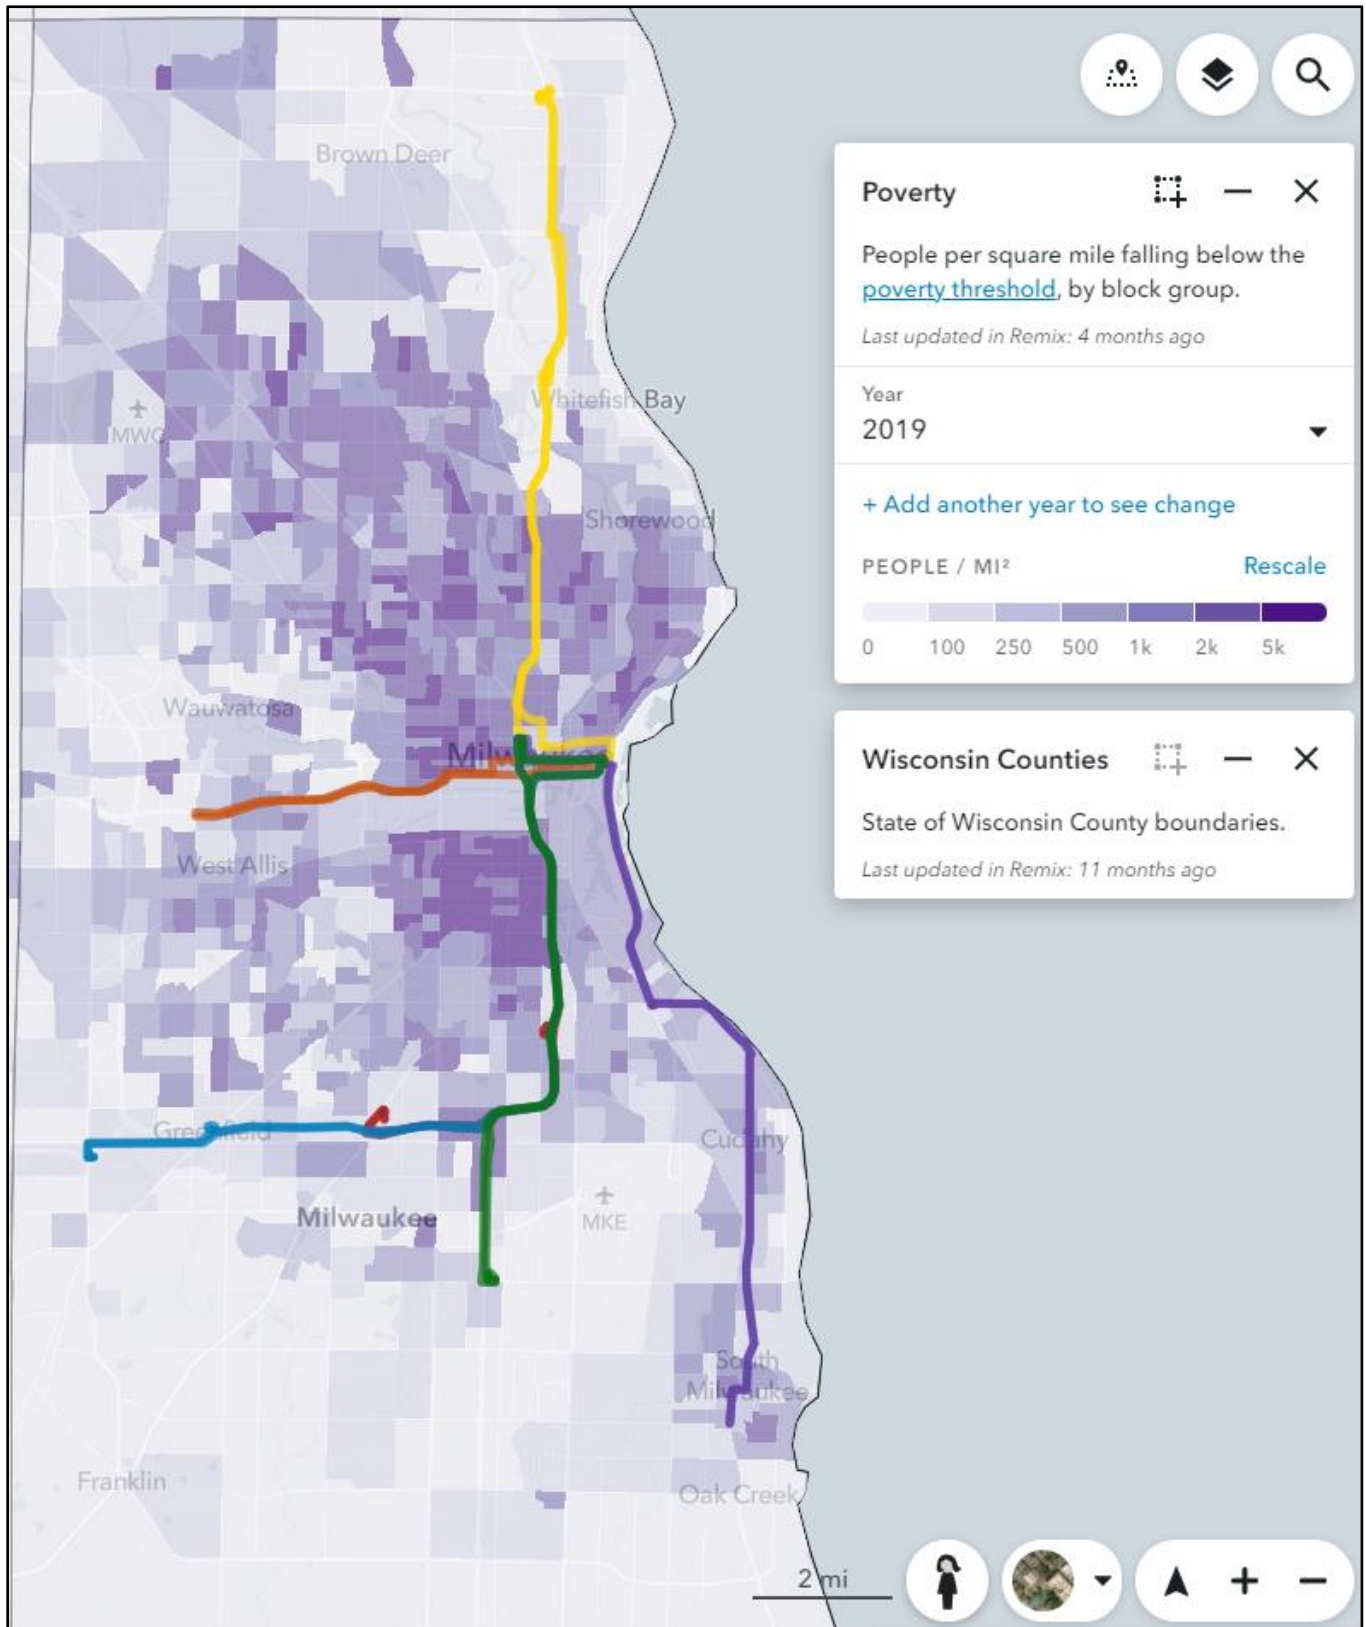 Brown Deer
MWC
Whitefish Bay
Shorewood
Wauwatosa
Milwaukee
West Allis
Greenfield
Cudahy
Milwaukee
MKE
South
Milwaukee
Franklin
Oak Creek
2 mi
Poverty
People per square mile falling below the
poverty threshold, by block group.
Last updated in Remix: 4 months ago
Year
2019
+ Add another year to see change
PEOPLE / MI² Rescale
0 100 250 500 1k 2k 5k
Wisconsin Counties
State of Wisconsin County boundaries.
Last updated in Remix: 11 months ago